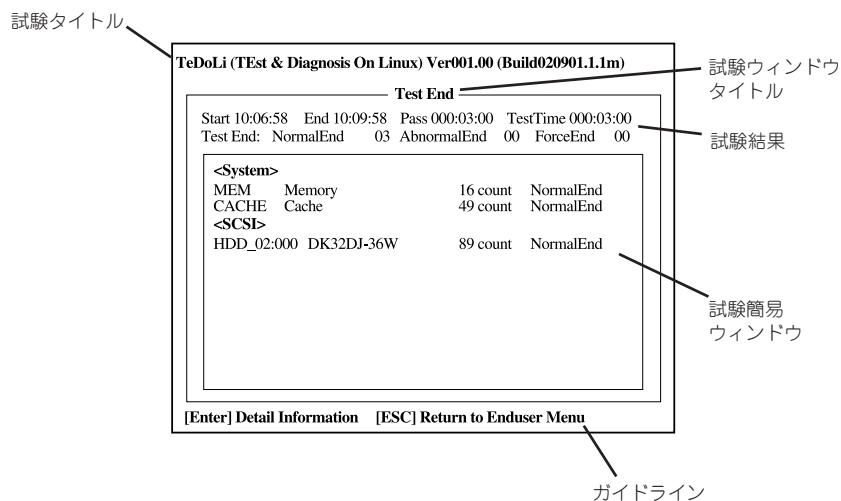 試験タイトル
TeDoLi (TEst & Diagnosis On Linux) Ver001.00 (Build020901.1.1m)
試験ウィンドウ
タイトル
Test End
Start 10:06:58 End 10:09:58 Pass 000:03:00 TestTime 000:03:00
Test End: NormalEnd 03 AbnormalEnd 00 ForceEnd 00
試験結果
<System>
MEM Memory 16 count NormalEnd
CACHE Cache 49 count NormalEnd
<SCSI>
HDD_02:000 DK32DJ-36W 89 count NormalEnd
試験簡易
ウィンドウ
[Enter] Detail Information [ESC] Return to Enduser Menu
ガイドライン